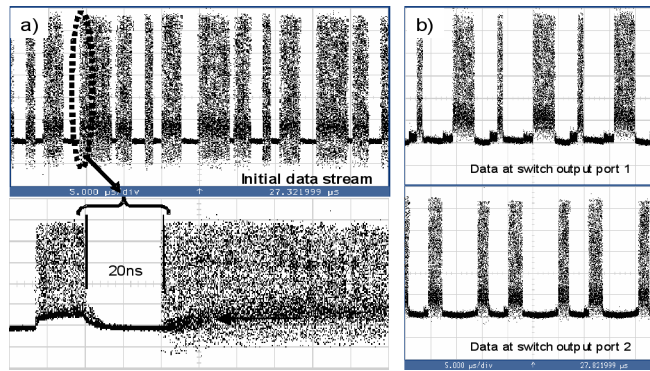 a)
Initial data stream
5.000 µs/div
27.321999 µs
20ns
b)
Data at switch output port 1
Data at switch output port 2
5.000 µs/div
27.821999 µs